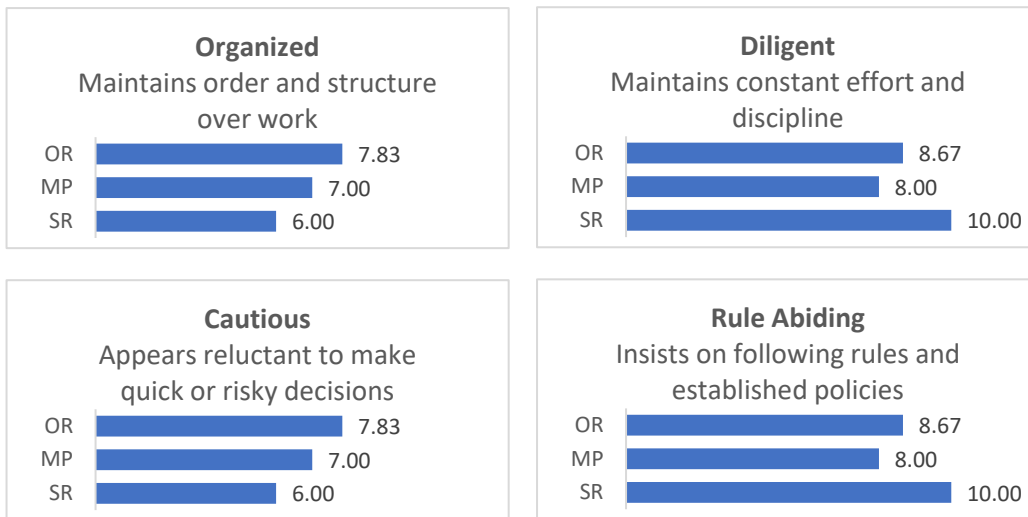 Organized
Maintains order and structure
over work
OR 7.83
MP 7.00
SR 6.00
Diligent
Maintains constant effort and
discipline
OR 8.67
MP 8.00
SR 10.00
Cautious
Appears reluctant to make
quick or risky decisions
OR 7.83
MP 7.00
SR 6.00
Rule Abiding
Insists on following rules and
established policies
OR 8.67
MP 8.00
SR 10.00